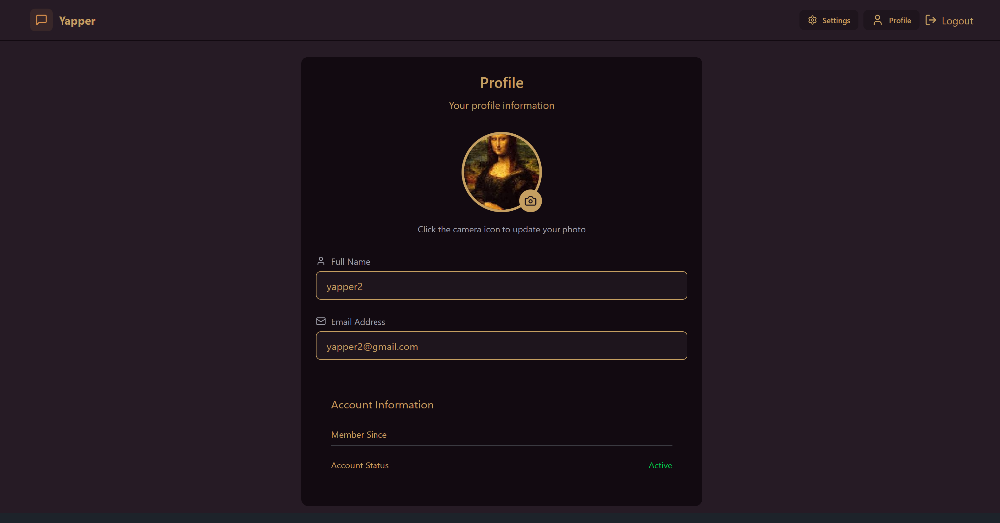 Yapper
Settings
Profile
Logout
Profile
Your profile information
Click the camera icon to update your photo
Full Name
yapper2
Email Address
yapper2@gmail.com
Account Information
Member Since
Account Status
Active